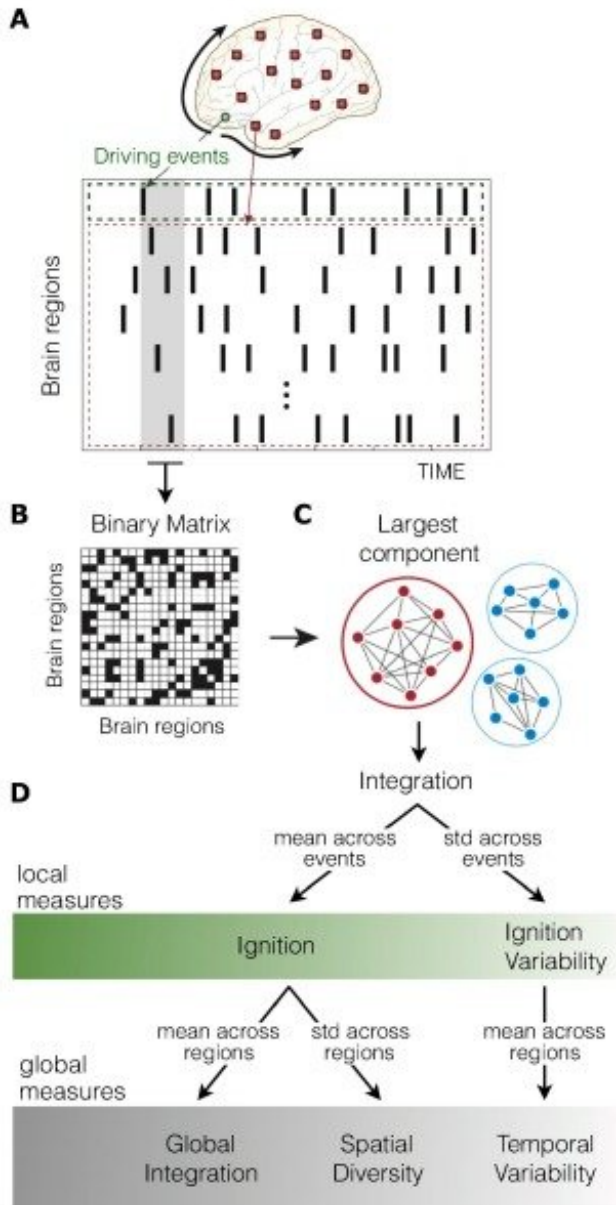 A
Driving events
Brain regions
TIME
B
Binary Matrix
Brain regions
Brain regions
C
Largest
component
Integration
D
mean across
events
std across
events
local
measures
Ignition
Ignition
Variability
mean across
regions
std across
regions
mean across
regions
global
measures
Global
Integration
Spatial
Diversity
Temporal
Variability